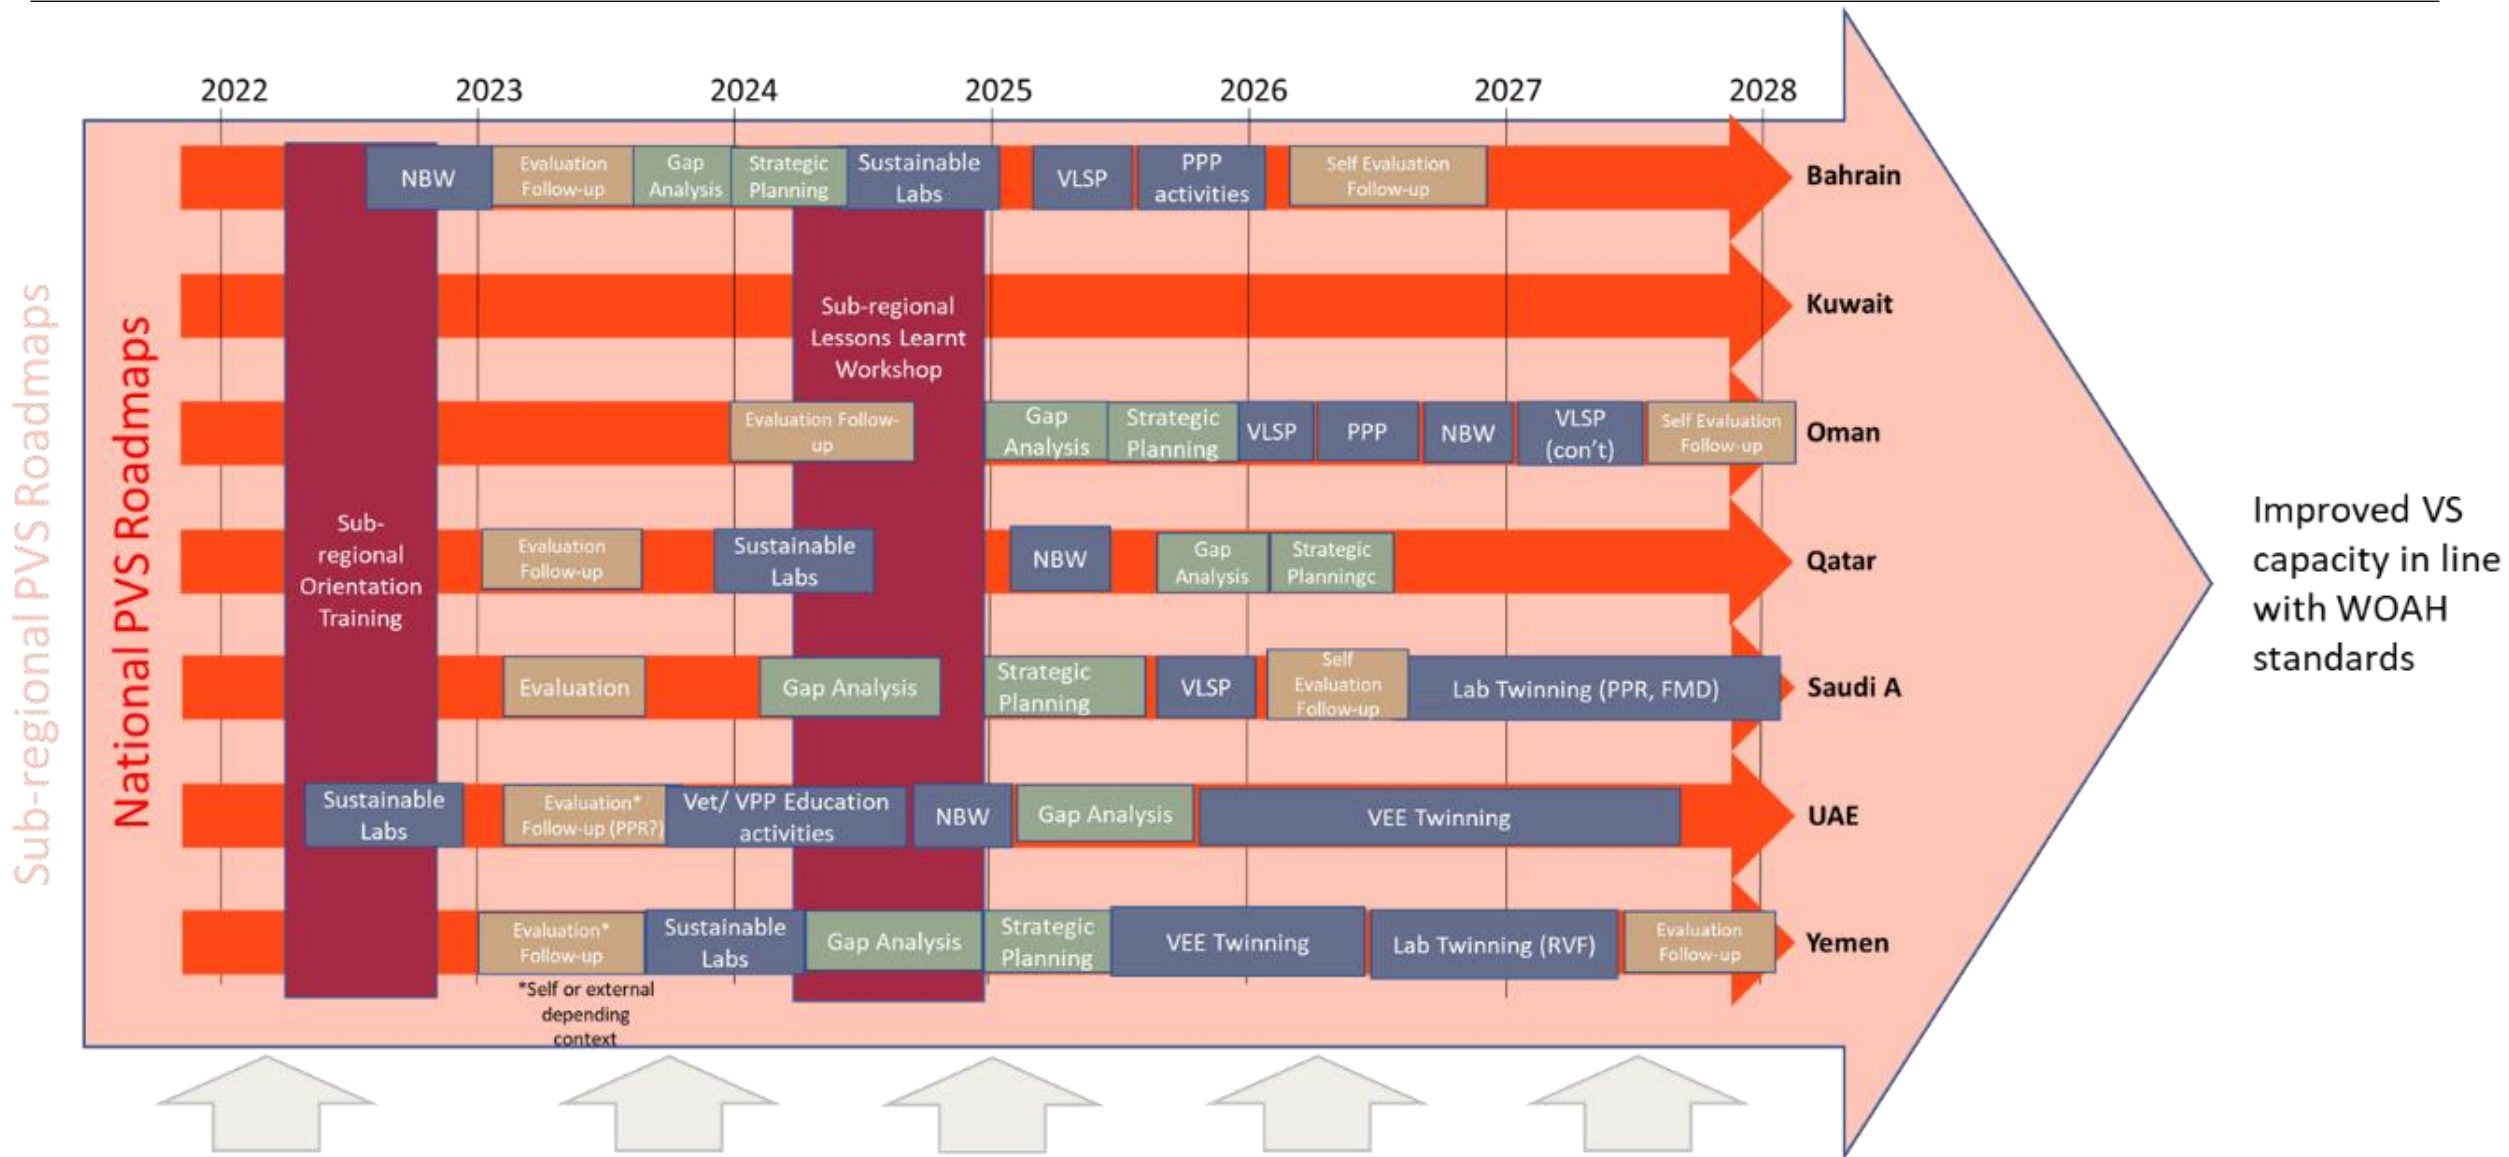 2022 2023 2024 2025 2026 2027 2028
Sub-regional PVS Roadmaps
National PVS Roadmaps
Sub-
regional
Orientation
Training
Sub-regional
Lessons Learnt
Workshop
NBW
Evaluation
Follow-up
Gap
Analysis
Strategic
Planning
Sustainable
Labs
VLSP
PPP
activities
Self Evaluation
Follow-up
Bahrain
Kuwait
Evaluation Follow-
up
Gap
Analysis
Strategic
Planning
VLSP
PPP
NBW
VLSP
(con't)
Self Evaluation
Follow-up
Oman
Evaluation
Follow-up
Sustainable
Labs
NBW
Gap
Analysis
Strategic
Planningc
Qatar
Evaluation
Gap Analysis
Strategic
Planning
VLSP
Self
Evaluation
Follow-up
Lab Twinning (PPR, FMD)
Saudi A
Sustainable
Labs
Evaluation*
Follow-up (PPR?)
Vet/ VPP Education
activities
NBW
Gap Analysis
VEE Twinning
UAE
Evaluation*
Follow-up
Sustainable
Labs
Gap Analysis
Strategic
Planning
VEE Twinning
Lab Twinning (RVF)
Evaluation
Follow-up
Yemen
*Self or external
depending
context
Improved VS
capacity in line
with WOAH
standards